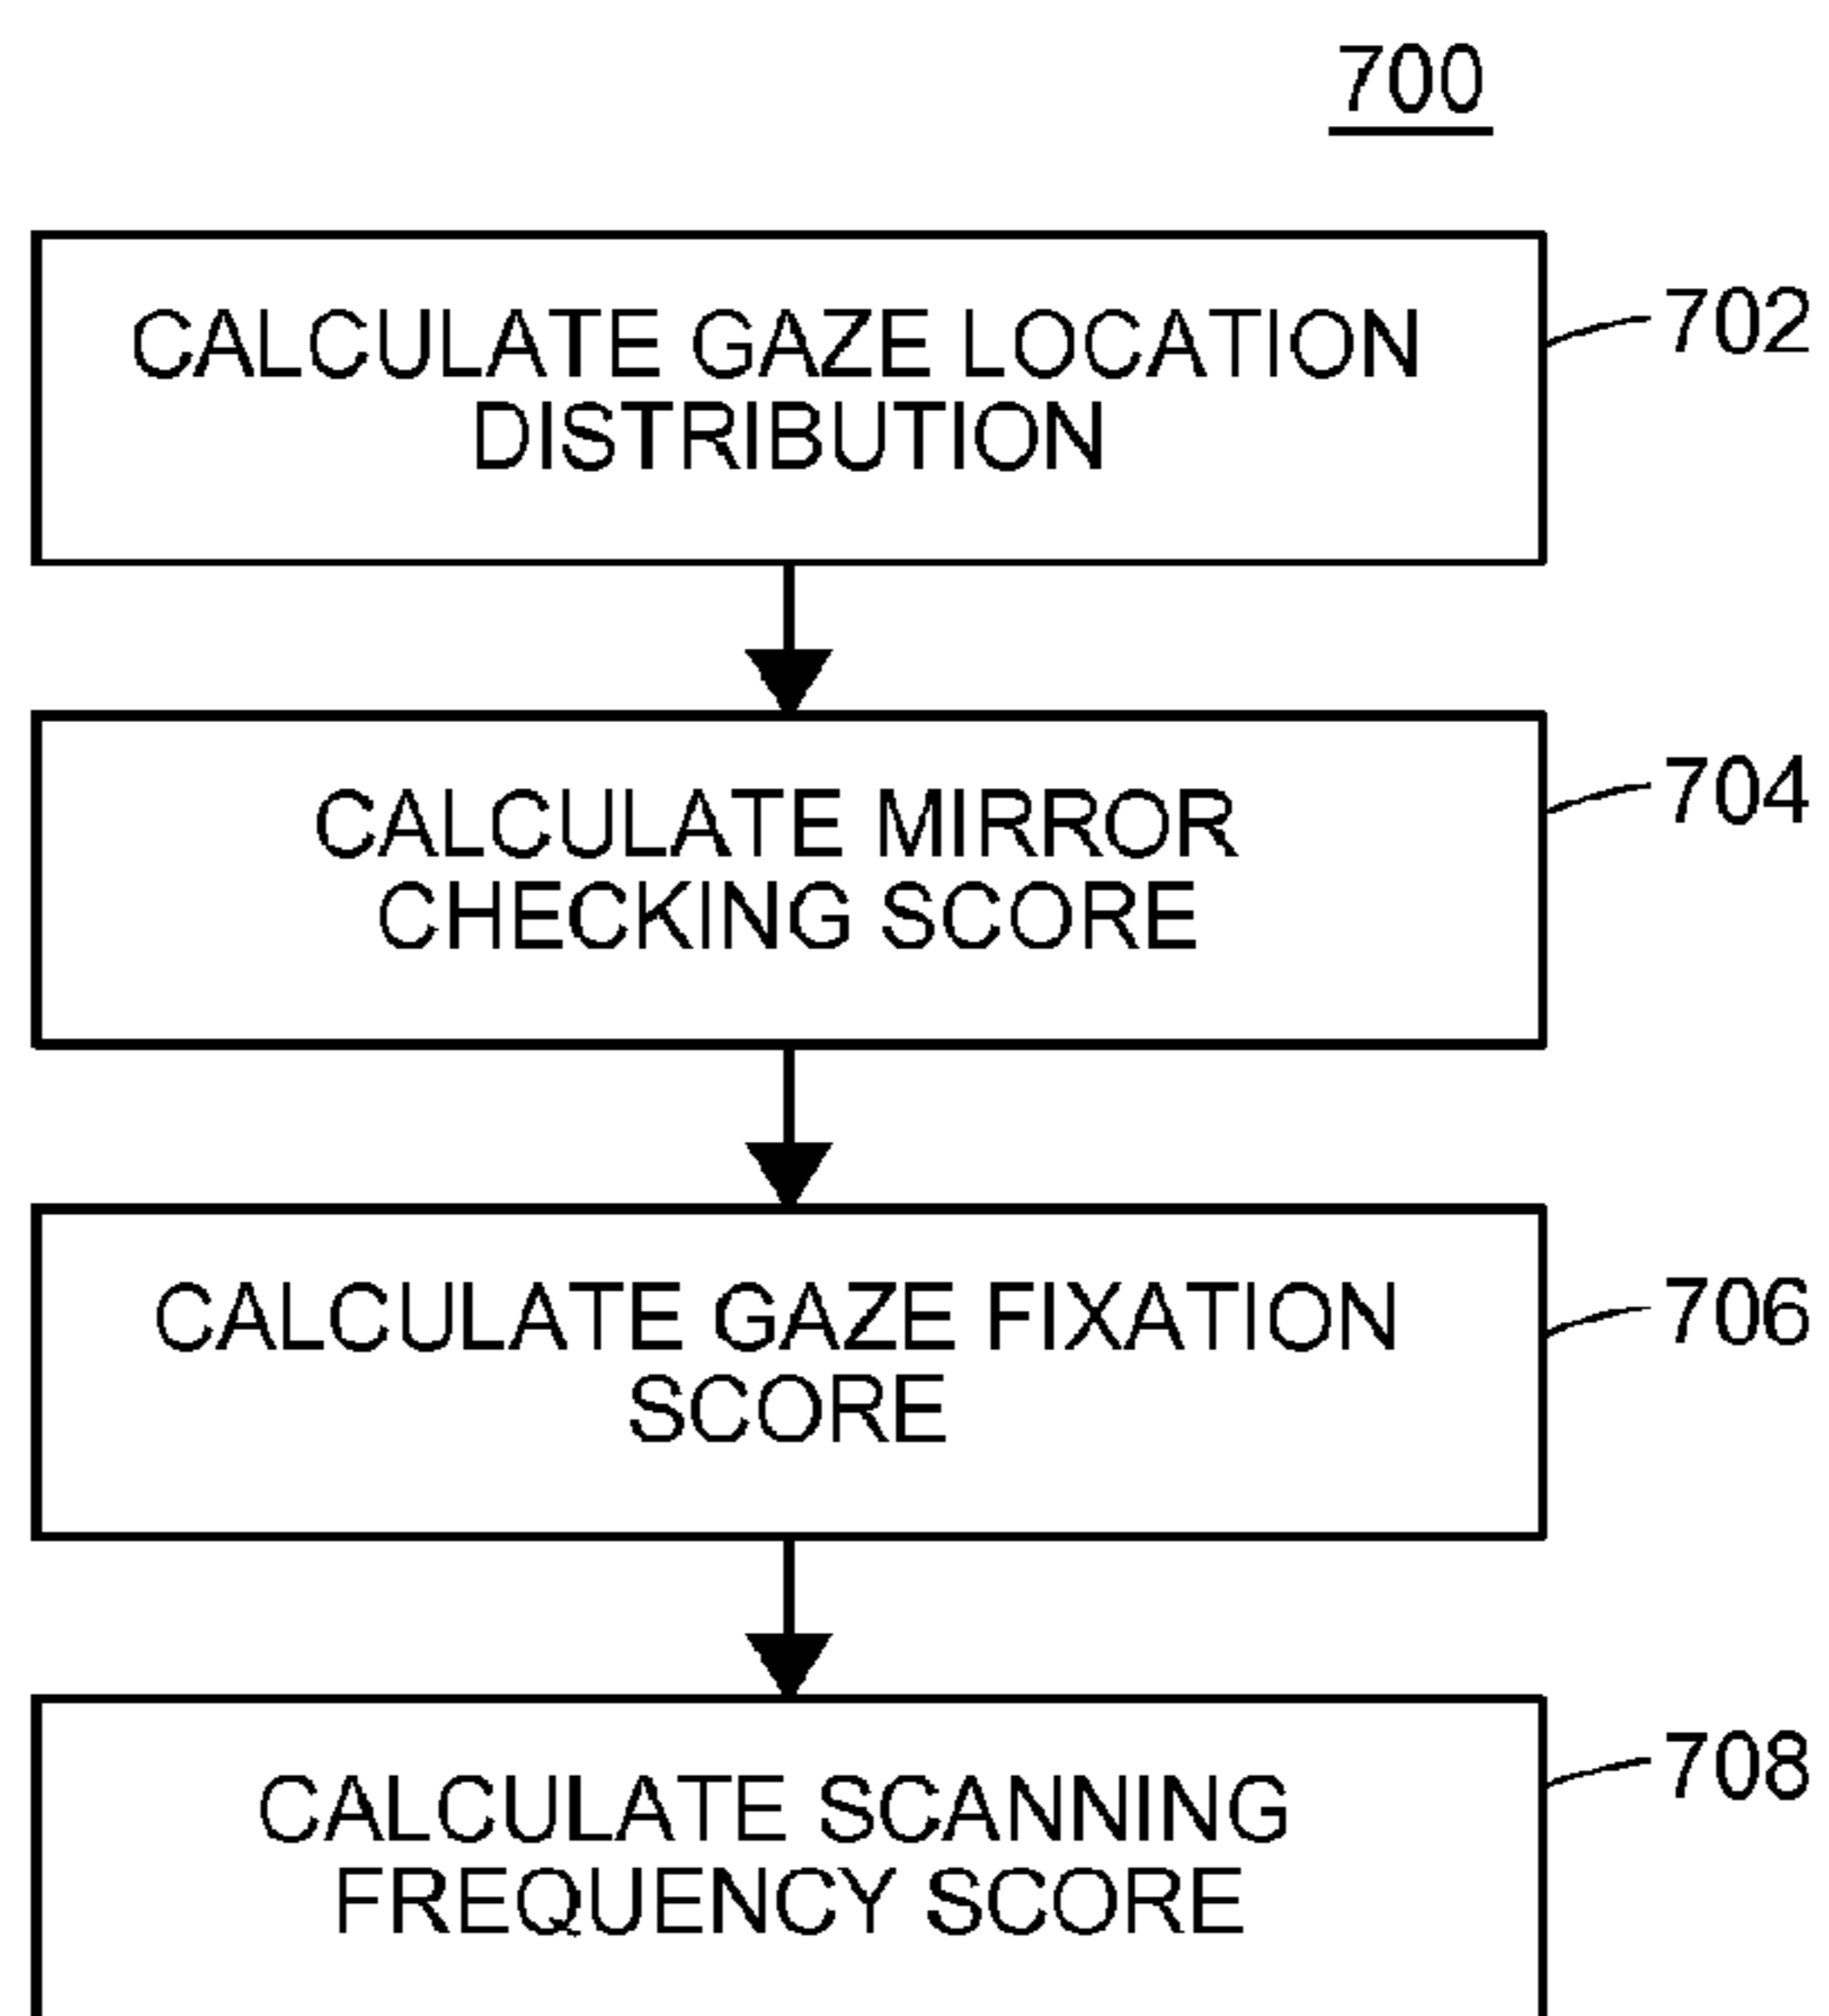 700
CALCULATE GAZE LOCATION
DISTRIBUTION
702
CALCULATE MIRROR
CHECKING SCORE
704
CALCULATE GAZE FIXATION
SCORE
706
CALCULATE SCANNING
FREQUENCY SCORE
708